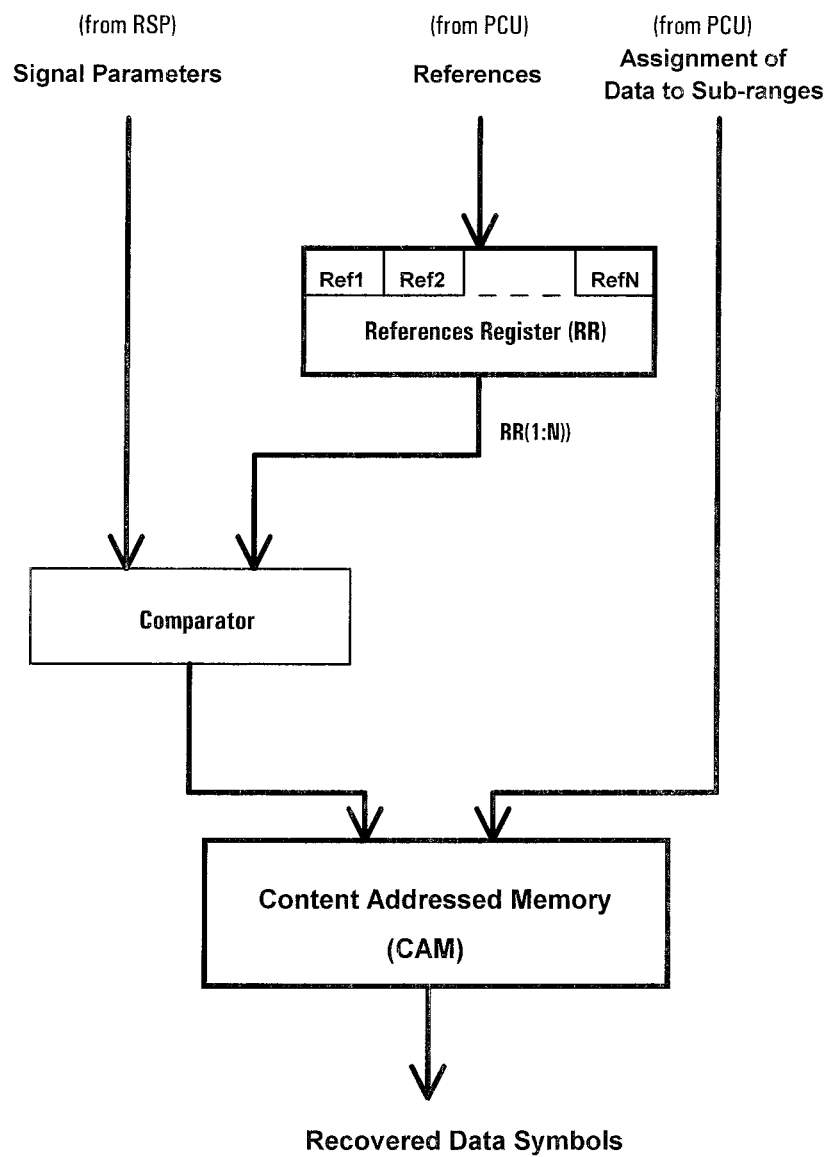 (from RSP)
Signal Parameters
(from PCU)
References
(from PCU)
Assignment of
Data to Sub-ranges
Ref1 Ref2 RefN
References Register (RR)
RR(1:N))
Comparator
Content Addressed Memory
(CAM)
Recovered Data Symbols